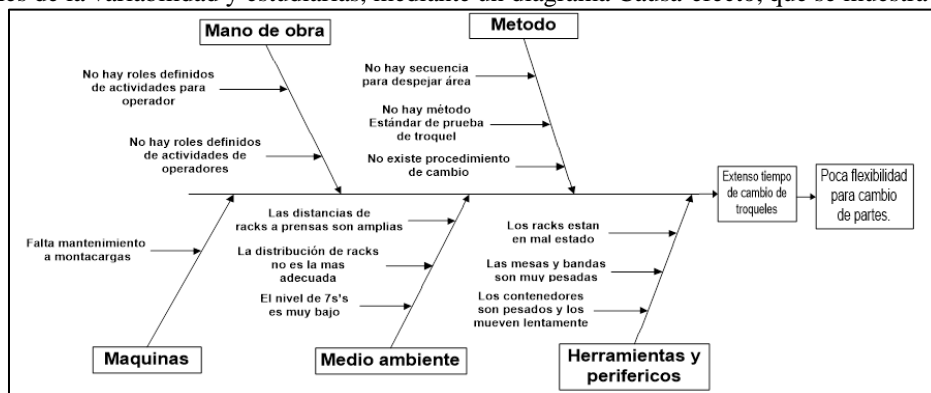 les de la variabilidad y estudiarlas, mediante un diagrama Causa-efecto, que se muestra
Mano de obra
Metodo
No hay roles definidos
de actividades para
operador
No hay roles definidos
de actividades de
operadores
No hay secuencia
para despejar área
No hay método
Estándar de prueba
de troquel
No existe procedimiento
de cambio
Extenso tiempo
de cambio de
troqueles
Poca flexibilidad
para cambio
de partes.
Falta mantenimiento
a montacargas
Las distancias de
racks a prensas son amplias
La distribución de racks
no es la mas
adecuada
El nivel de 7s's
es muy bajo
Los racks estan
en mal estado
Las mesas y bandas
son muy pesadas
Los contenedores
son pesados y los
mueven lentamente
Maquinas
Medio ambiente
Herramientas y
perifericos